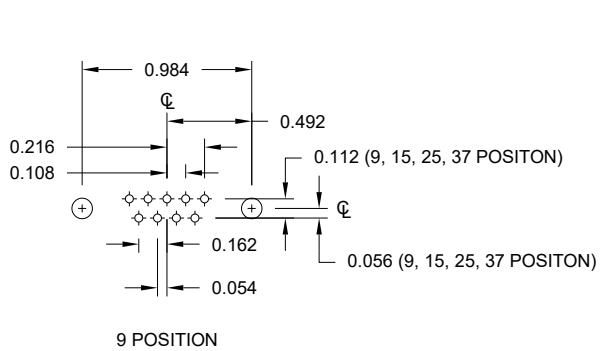 0.984
℄
0.492
0.216
0.112 (9, 15, 25, 37 POSITON)
0.108
℄
0.162
0.056 (9, 15, 25, 37 POSITON)
0.054
9 POSITION